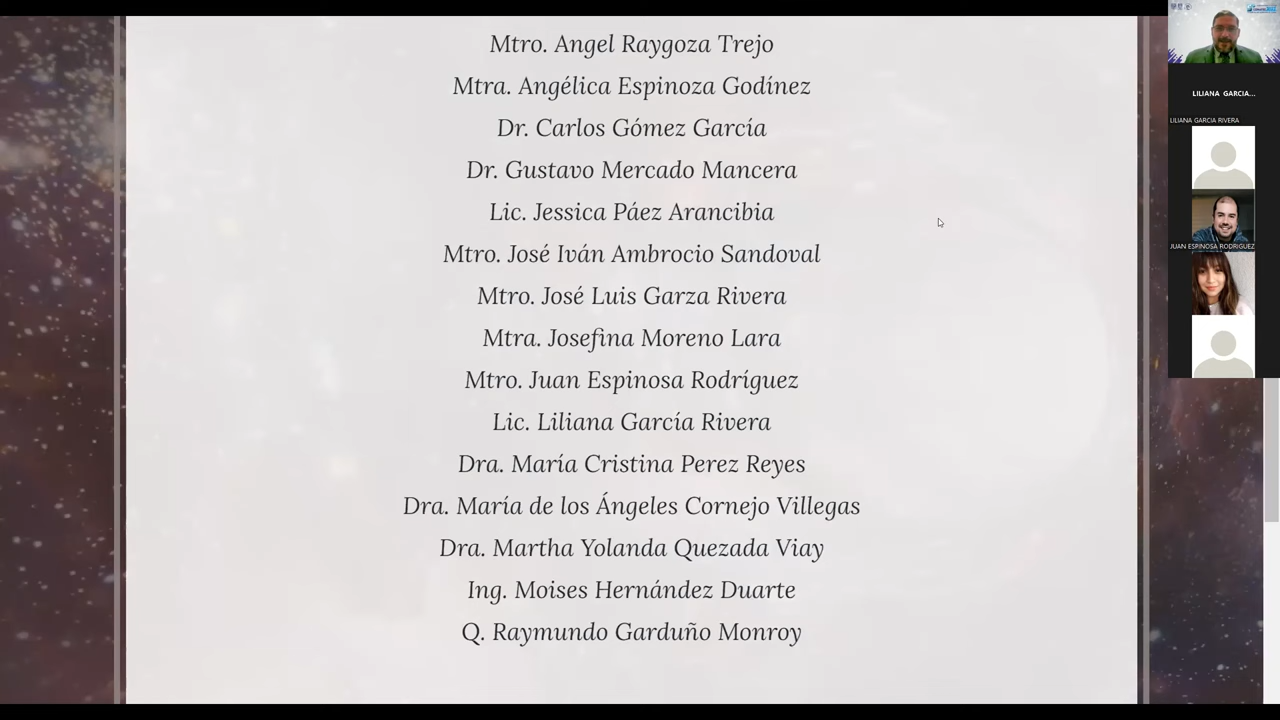 Mtro. Angel Raygoza Trejo
Mtra. Angélica Espinoza Godínez
Dr. Carlos Gómez García
Dr. Gustavo Mercado Mancera
Lic. Jessica Páez Arancibia
Mtro. José Iván Ambrocio Sandoval
Mtro. José Luis Garza Rivera
Mtra. Josefina Moreno Lara
Mtro. Juan Espinosa Rodríguez
Lic. Liliana García Rivera
Dra. María Cristina Perez Reyes
Dra. María de los Ángeles Cornejo Villegas
Dra. Martha Yolanda Quezada Viay
Ing. Moises Hernández Duarte
Q. Raymundo Garduño Monroy
LILIANA GARCIA...
LILIANA GARCIA RIVERA
JUAN ESPINOSA RODRIGUEZ